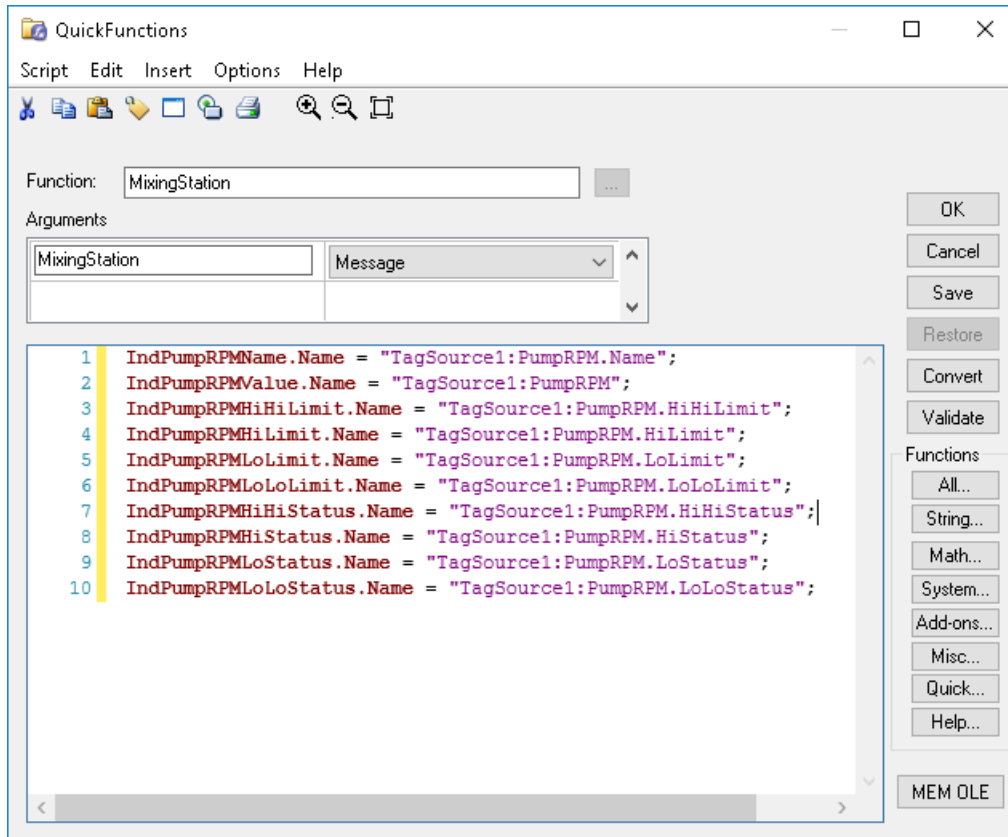 QuickFunctions
Script Edit Insert Options Help
Function: MixingStation ...
Arguments
MixingStation Message
OK
Cancel
Save
Restore
Convert
Validate
Functions
All...
String...
Math...
System...
Add-ons...
Misc...
Quick...
Help...
MEM OLE
1 IndPumpRPMName.Name = "TagSource1:PumpRPM.Name";
2 IndPumpRPMValue.Name = "TagSource1:PumpRPM";
3 IndPumpRPMHiHiLimit.Name = "TagSource1:PumpRPM.HiHiLimit";
4 IndPumpRPMHiLimit.Name = "TagSource1:PumpRPM.HiLimit";
5 IndPumpRPMLoLimit.Name = "TagSource1:PumpRPM.LoLimit";
6 IndPumpRPMLoLoLimit.Name = "TagSource1:PumpRPM.LoLoLimit";
7 IndPumpRPMHiHiStatus.Name = "TagSource1:PumpRPM.HiHiStatus";
8 IndPumpRPMHiStatus.Name = "TagSource1:PumpRPM.HiStatus";
9 IndPumpRPMLoStatus.Name = "TagSource1:PumpRPM.LoStatus";
10 IndPumpRPMLoLoStatus.Name = "TagSource1:PumpRPM.LoLoStatus";